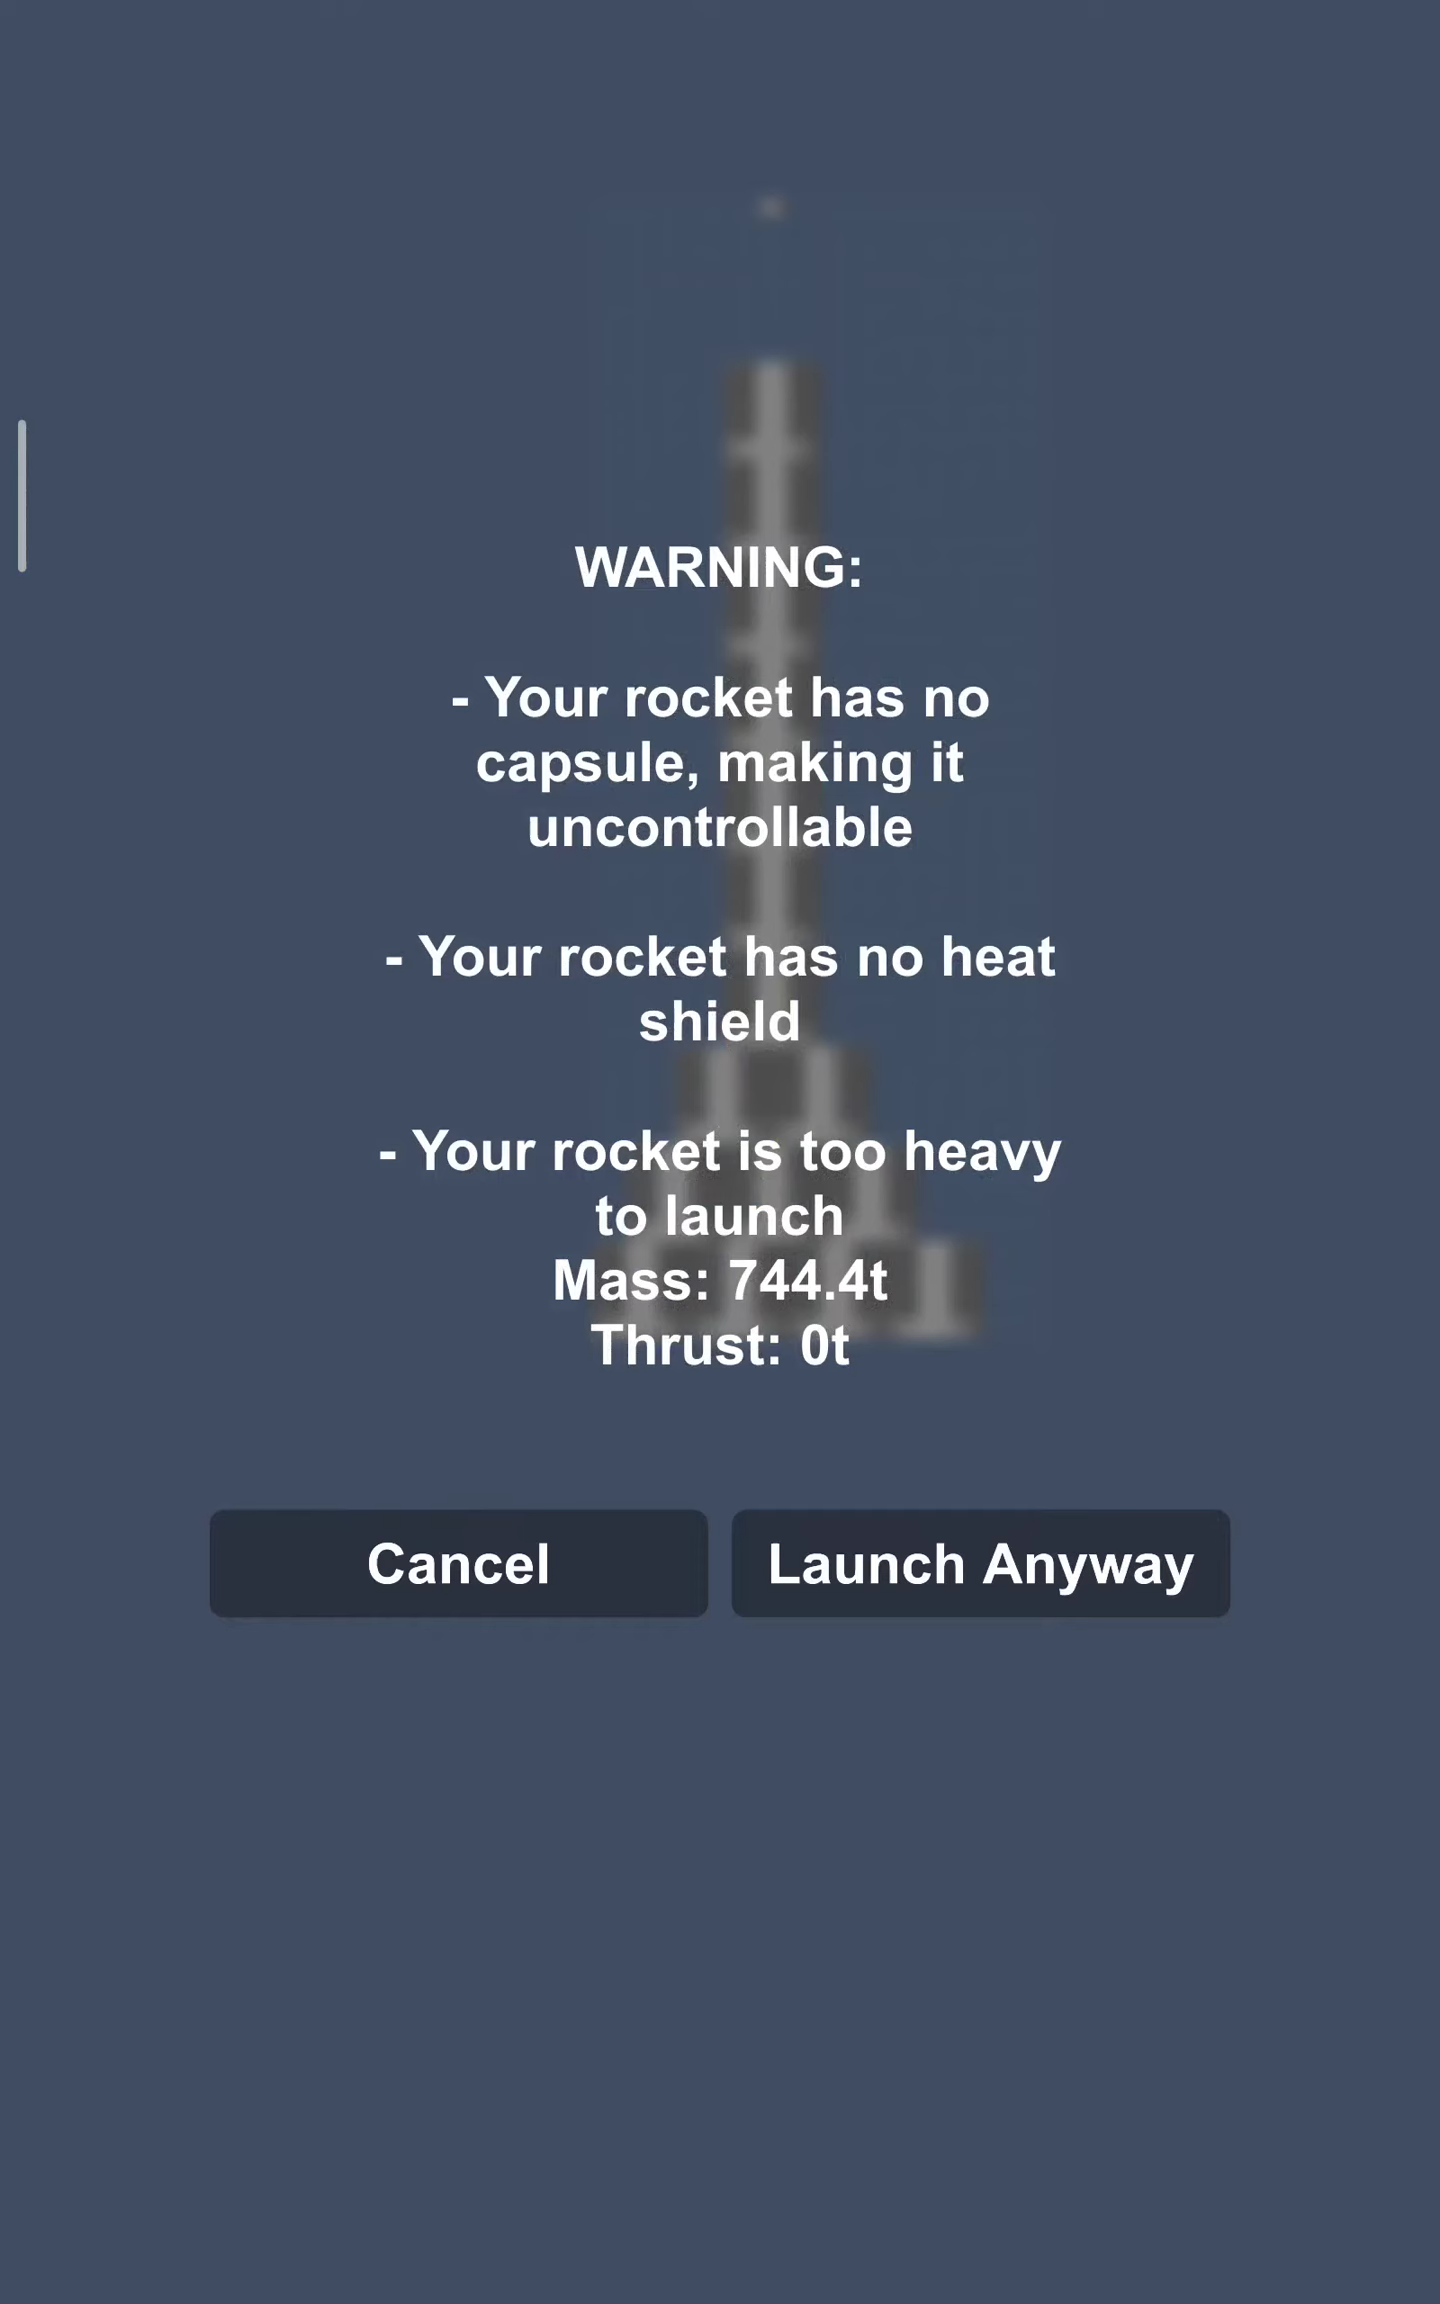 WARNING:
- Your rocket has no
capsule, making it
uncontrollable
- Your rocket has no heat
shield
- Your rocket is too heavy
to launch
Mass: 744.4t
Thrust: 0t
Cancel
Launch Anyway